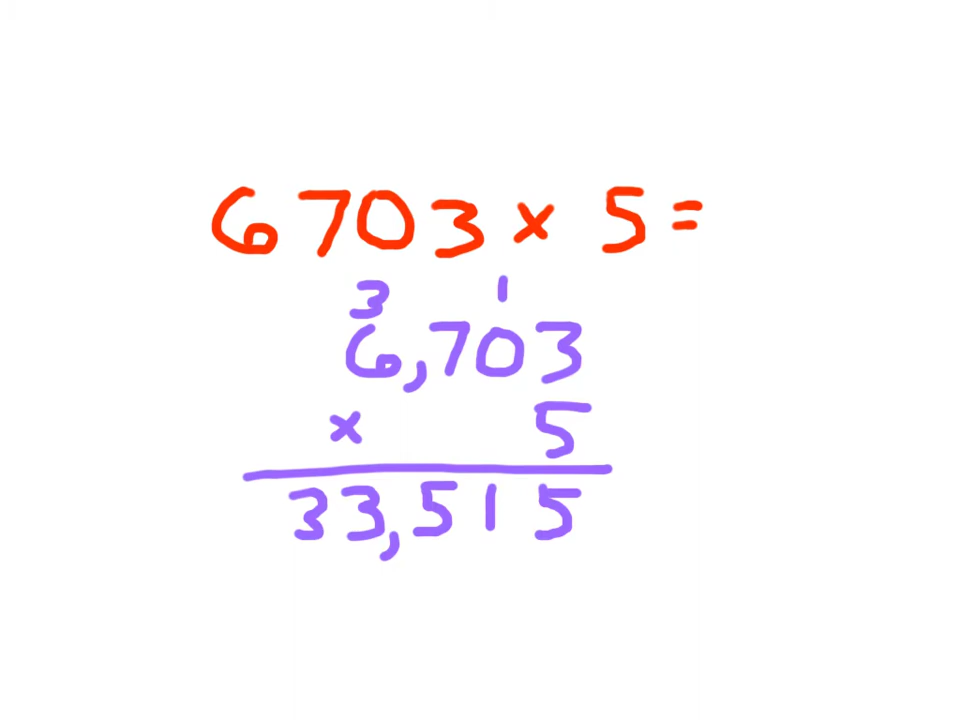 6703 × 5 =
3 1
6,703
× 5
33,515